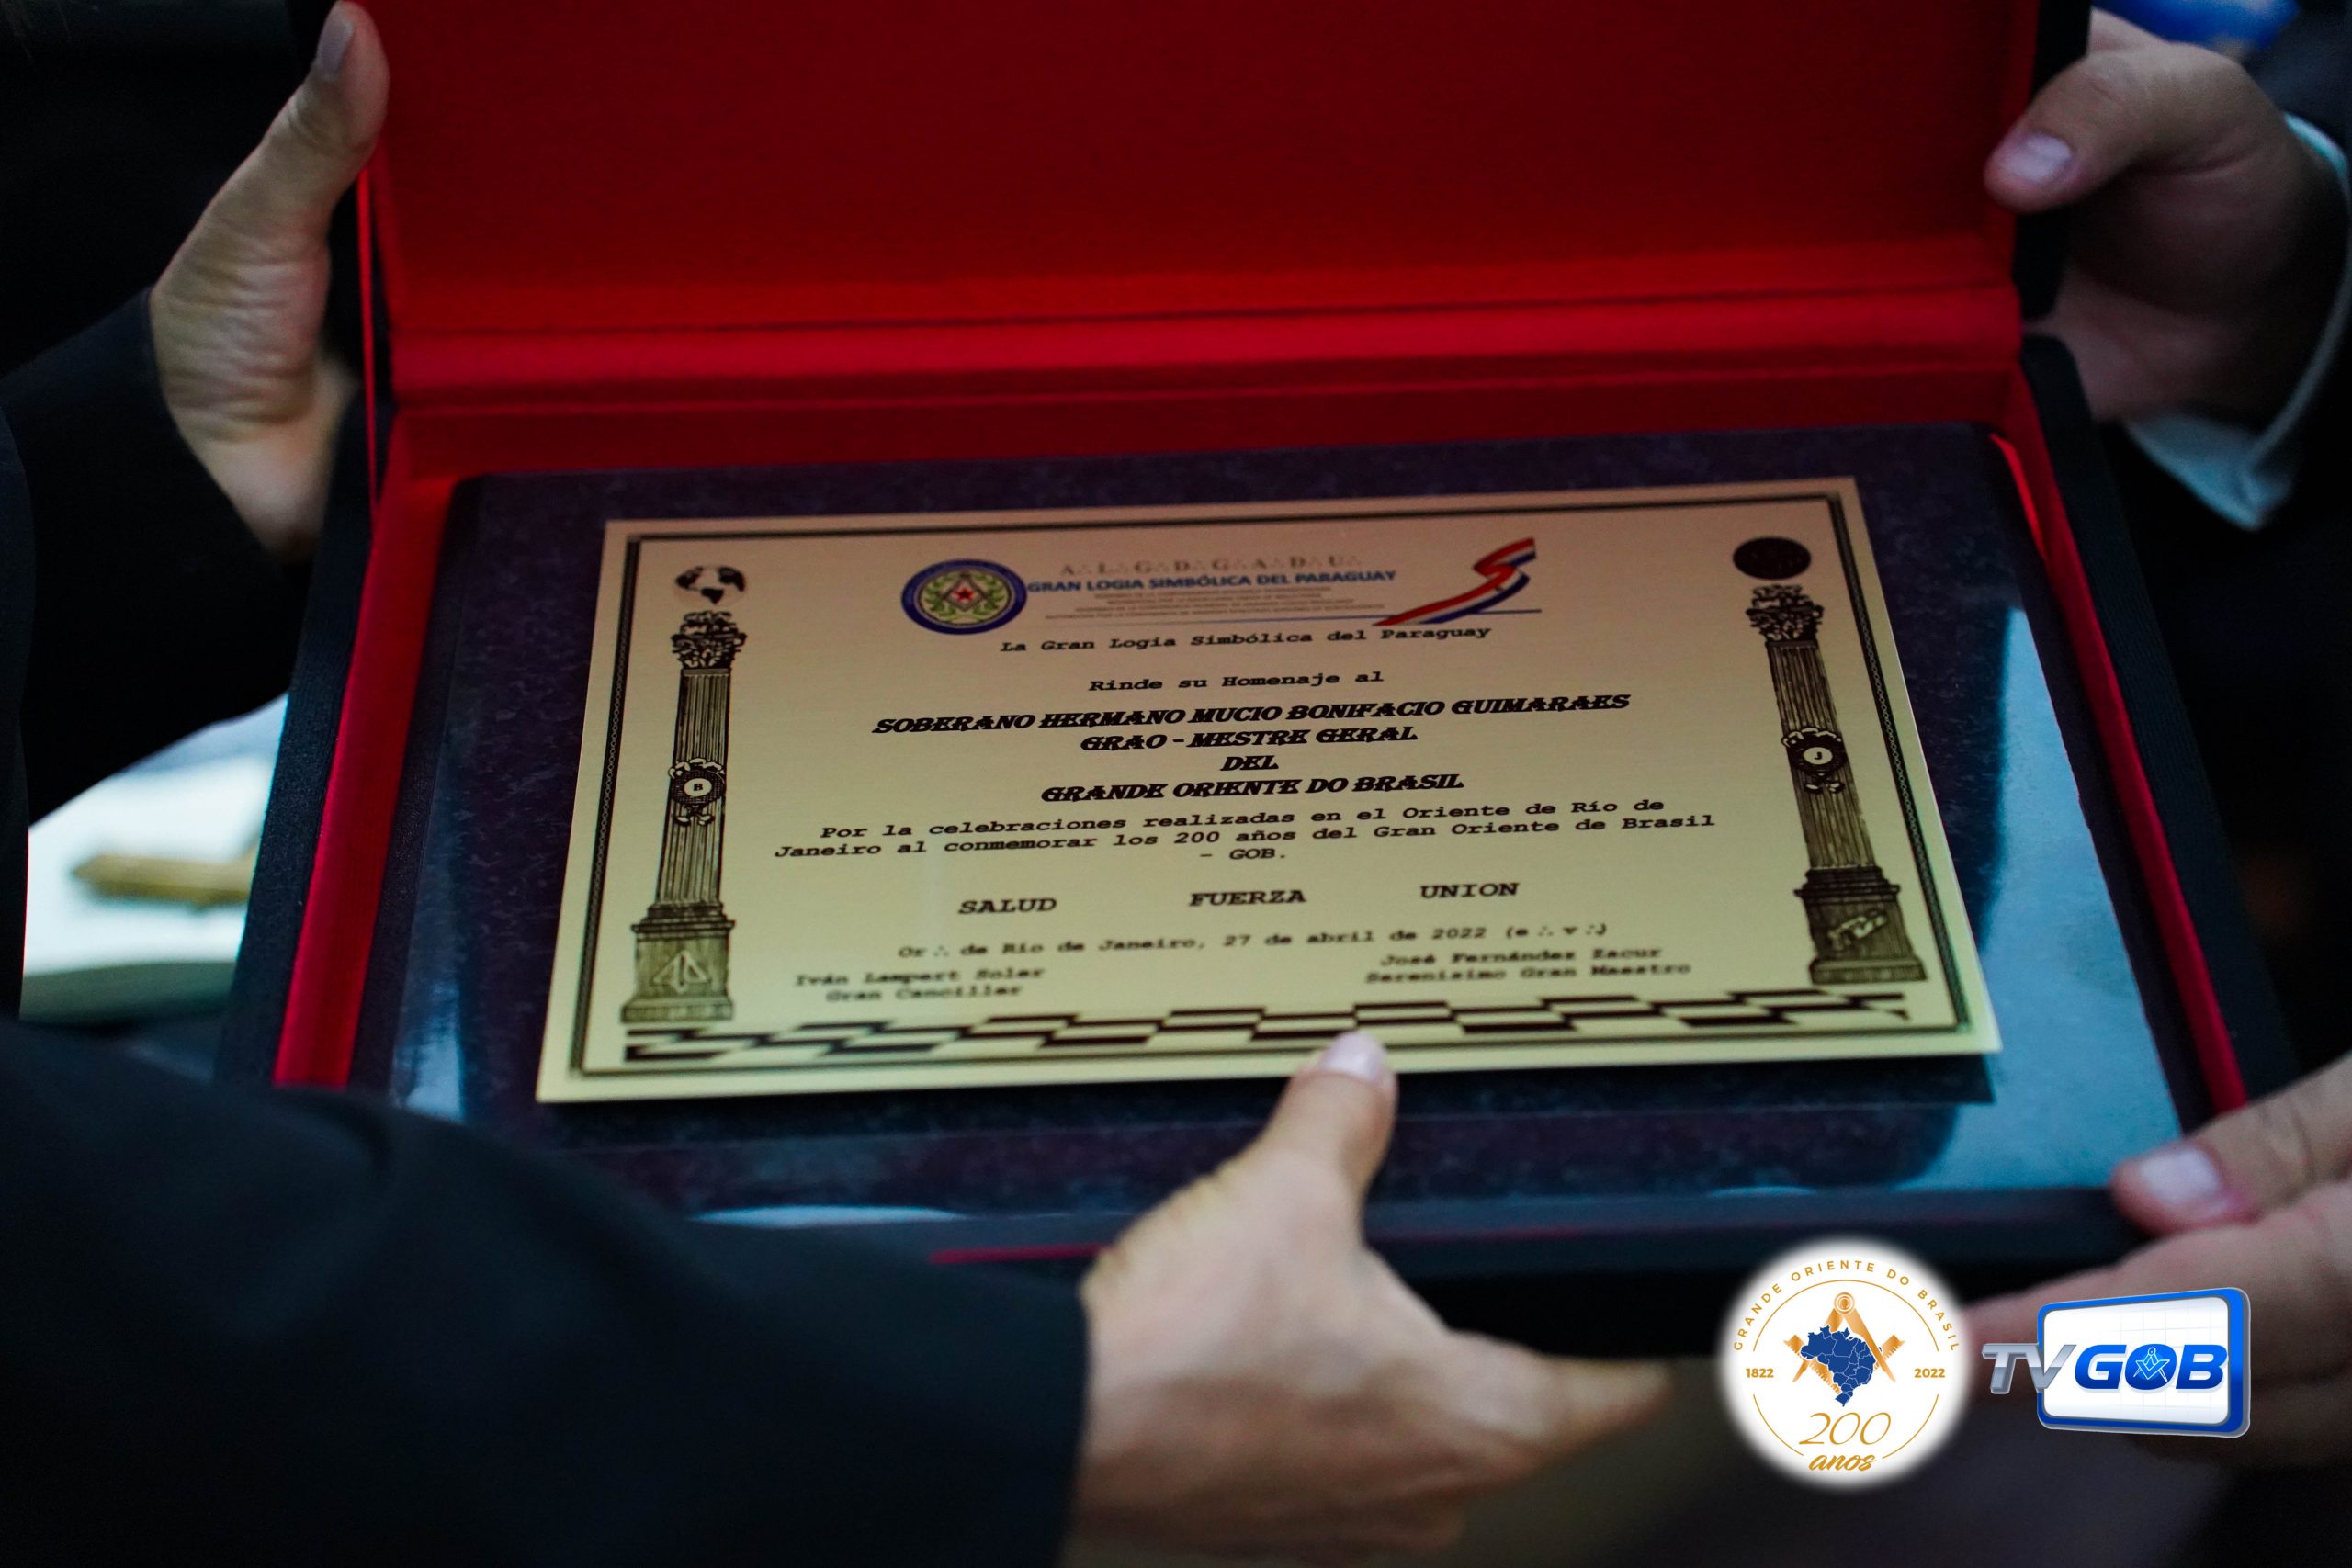 A∴L∴G∴D∴G∴A∴D∴U∴
GRAN LOGIA SIMBÓLICA DEL PARAGUAY
La Gran Logia Simbólica del Paraguay
Rinde su Homenaje al
SOBERANO HERMANO MUCIO BONIFACIO GUIMARAES
GRAO - MESTRE GERAL
DEL
GRANDE ORIENTE DO BRASIL
Por la celebraciones realizadas en el Oriente de Río de
Janeiro al conmemorar los 200 años del Gran Oriente de Brasil
- GOB.
SALUD FUERZA UNION
Or∴ de Rio de Janeiro, 27 de abril de 2022 (e∴v∴)
Iván Lampert Soler
Gran Canciller
José Fernández Zacur
Serenisimo Gran Maestro
B
J
GRANDE ORIENTE DO BRASIL
1822 2022
200
anos
TV GOB